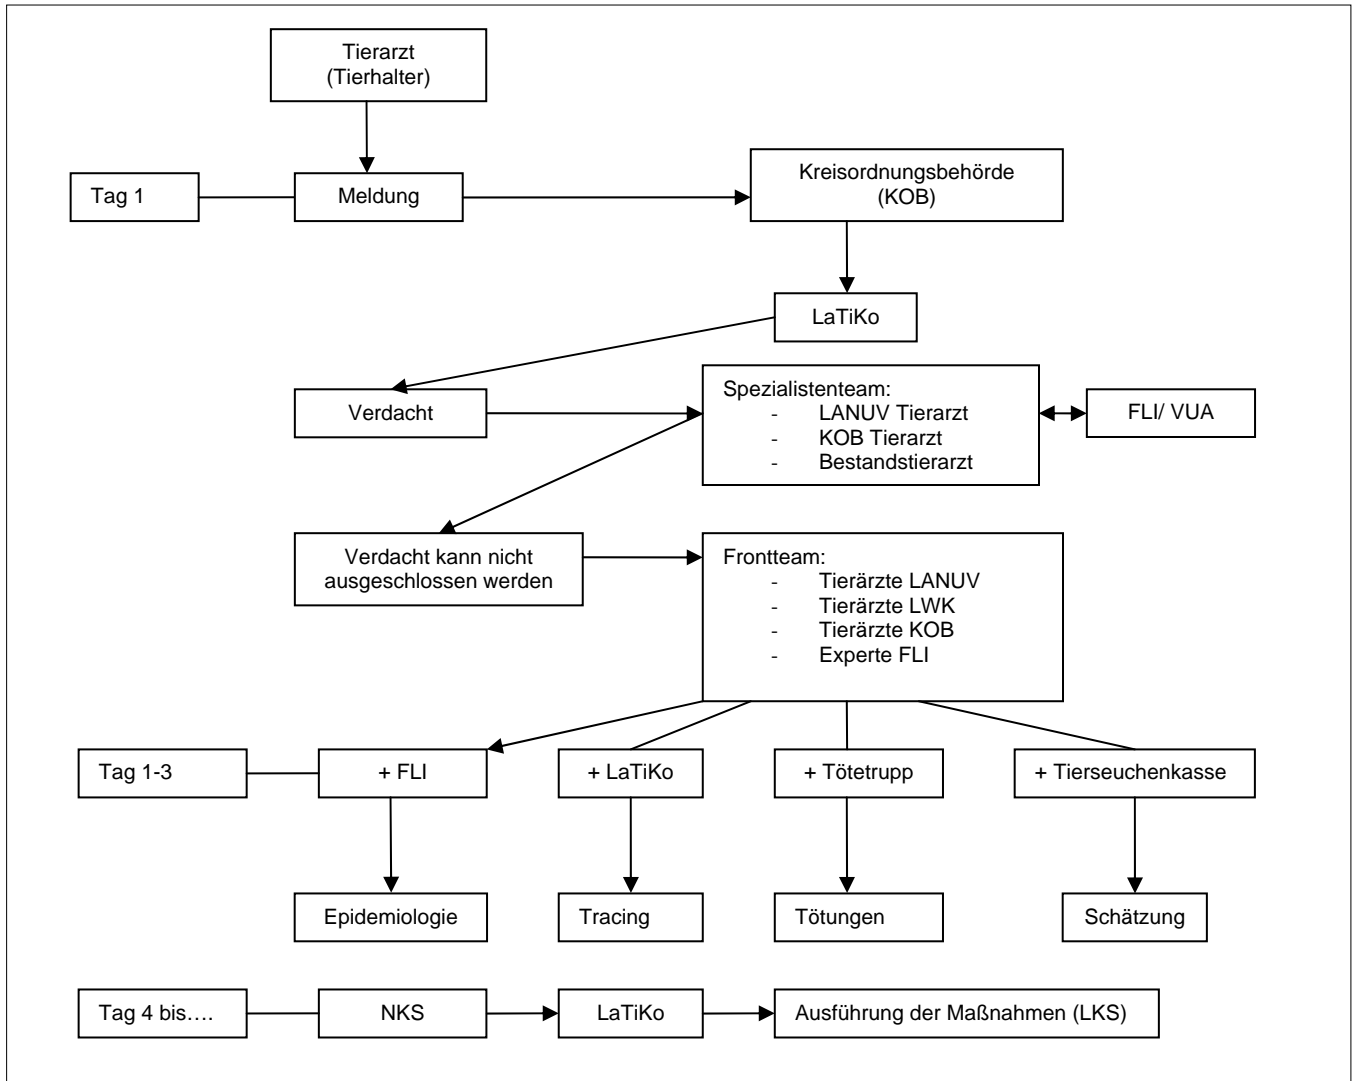 Tierarzt
(Tierhalter)
Tag 1
Meldung
Kreisordnungsbehörde
(KOB)
LaTiKo
Verdacht
Spezialistenteam:
- LANUV Tierarzt
- KOB Tierarzt
- Bestandstierarzt
FLI/ VUA
Verdacht kann nicht
ausgeschlossen werden
Frontteam:
- Tierärzte LANUV
- Tierärzte LWK
- Tierärzte KOB
- Experte FLI
Tag 1-3
+ FLI
+ LaTiKo
+ Tötetrupp
+ Tierseuchenkasse
Epidemiologie
Tracing
Tötungen
Schätzung
Tag 4 bis….
NKS
LaTiKo
Ausführung der Maßnahmen (LKS)